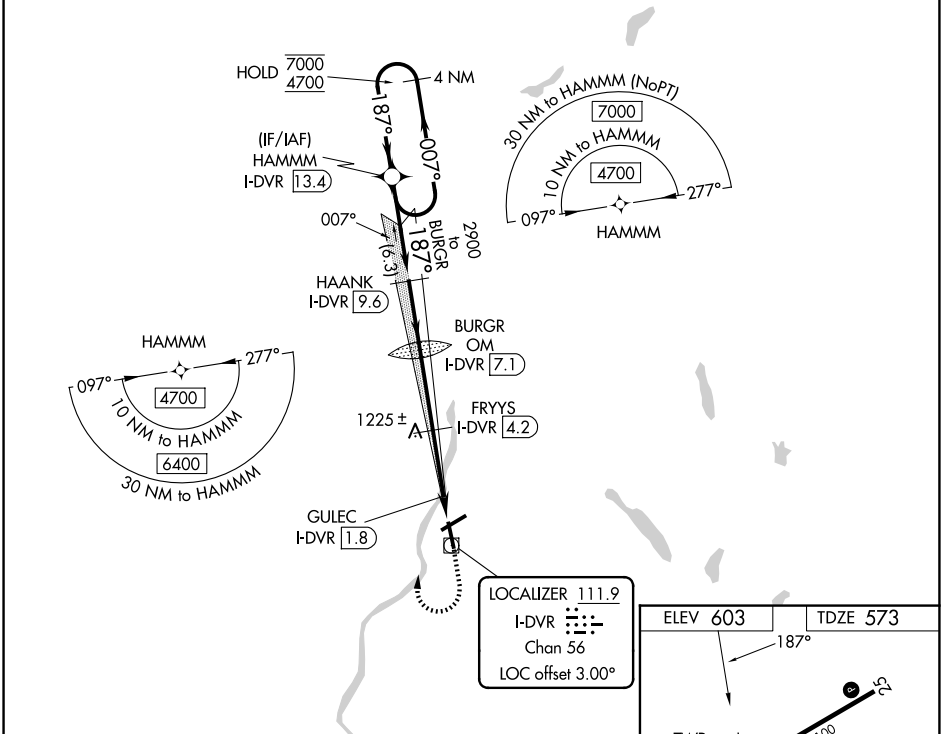 HOLD 7000
4700
4 NM
187°
007°
(IF/IAF)
HAMMM
I-DVR 13.4
30 NM to HAMMM (NoPT)
7000
10 NM to HAMMM
4700
097°
277°
HAMMM
007°
(6.3)
187°
2900
to
BURGR
HAANK
I-DVR 9.6
BURGR
OM
I-DVR 7.1
HAMMM
097°
277°
4700
10 NM to HAMMM
6400
30 NM to HAMMM
1225 ±
FRYYS
I-DVR 4.2
GULEC
I-DVR 1.8
LOCALIZER 111.9
I-DVR
Chan 56
LOC offset 3.00°
ELEV 603
TDZE 573
187°
P
25